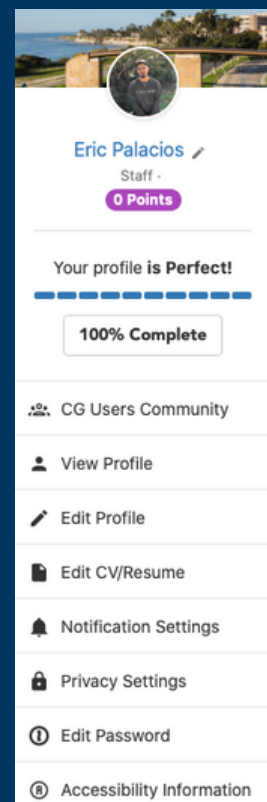 Eric Palacios
Staff ·
0 Points
Your profile is Perfect!
100% Complete
CG Users Community
View Profile
Edit Profile
Edit CV/Resume
Notification Settings
Privacy Settings
Edit Password
Accessibility Information